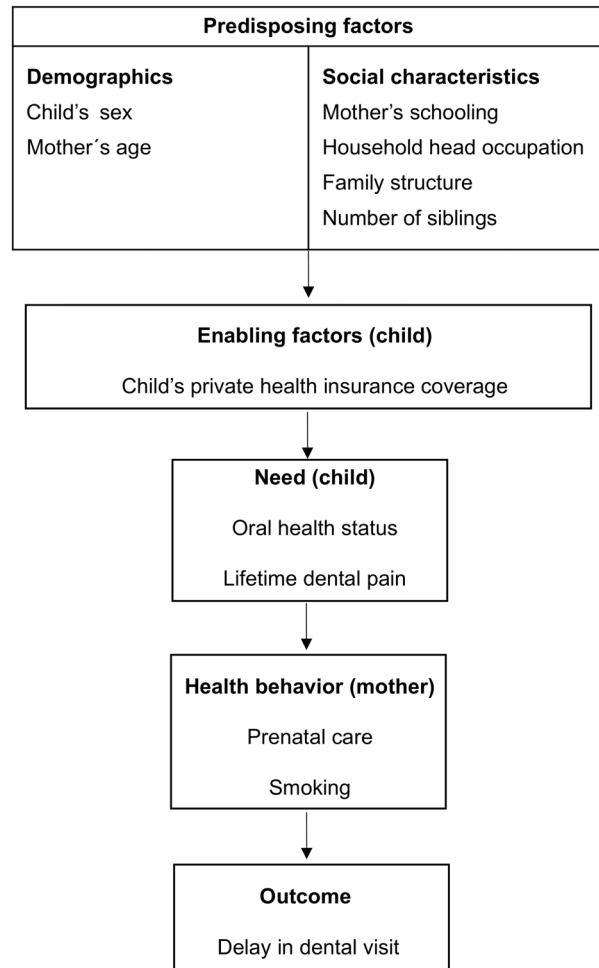 Predisposing factors
Demographics
Child's sex
Mother´s age
Social characteristics
Mother's schooling
Household head occupation
Family structure
Number of siblings
Enabling factors (child)
Child's private health insurance coverage
Need (child)
Oral health status
Lifetime dental pain
Health behavior (mother)
Prenatal care
Smoking
Outcome
Delay in dental visit